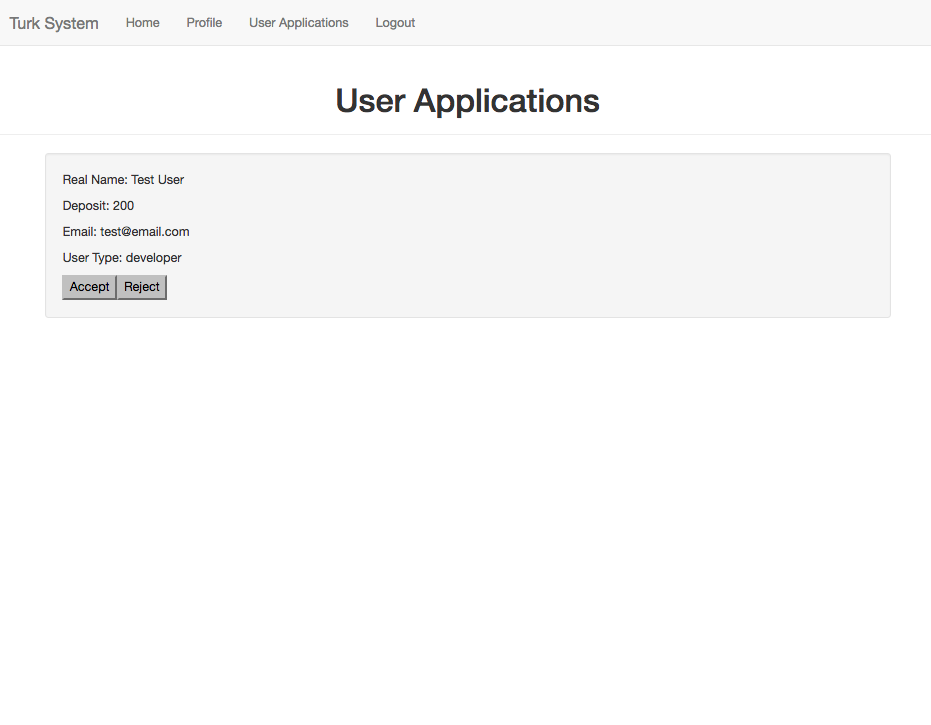 Turk System Home Profile User Applications Logout
User Applications
Real Name: Test User
Deposit: 200
Email: test@email.com
User Type: developer
Accept Reject